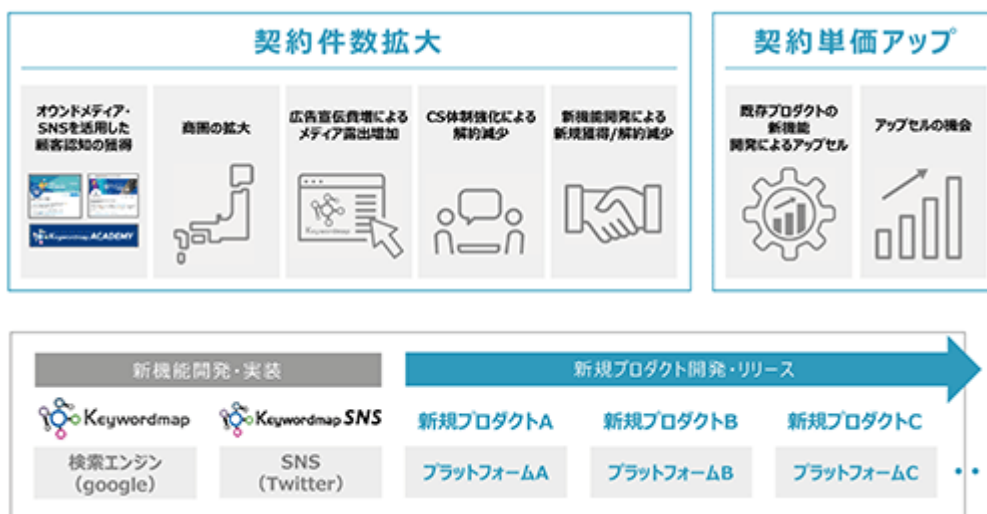 契約件数拡大
契約単価アップ
オウンドメディア・
SNSを活用した
顧客認知の獲得
商圏の拡大
広告宣伝費増による
メディア露出増加
CS体制強化による
解約減少
新機能開発による
新規獲得/解約減少
既存プロダクトの
新機能
開発によるアップセル
アップセルの機会
Keywordmap ACADEMY
Keywordmap
新機能開発・実装
新規プロダクト開発・リリース
Keywordmap
Keywordmap SNS
新規プロダクトA
新規プロダクトB
新規プロダクトC
検索エンジン
（google）
SNS
（Twitter）
プラットフォームA
プラットフォームB
プラットフォームC
・・